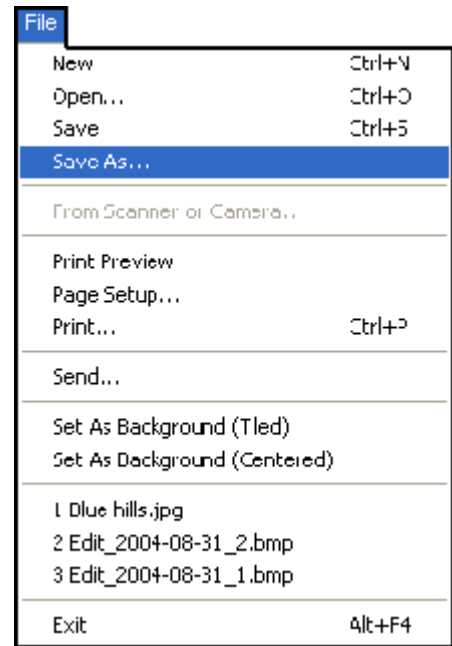 File
New Ctrl+N
Open... Ctrl+O
Save Ctrl+S
Save As...
From Scanner or Camera...
Print Preview
Page Setup...
Print... Ctrl+P
Send...
Set As Background (Tiled)
Set As Background (Centered)
1 Blue hills.jpg
2 Edit_2004-08-31_2.bmp
3 Edit_2004-08-31_1.bmp
Exit Alt+F4